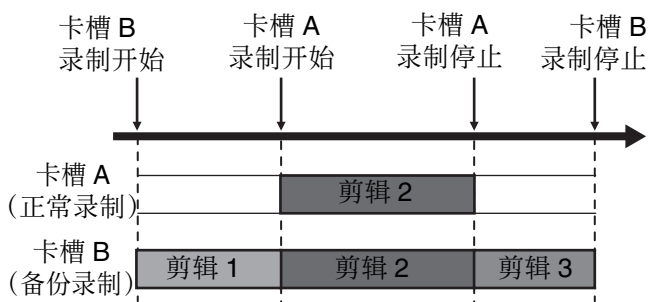 卡槽 B
录制开始
卡槽 A
录制开始
卡槽 A
录制停止
卡槽 B
录制停止
卡槽 A
（正常录制）
剪辑 2
卡槽 B
（备份录制）
剪辑 1
剪辑 2
剪辑 3